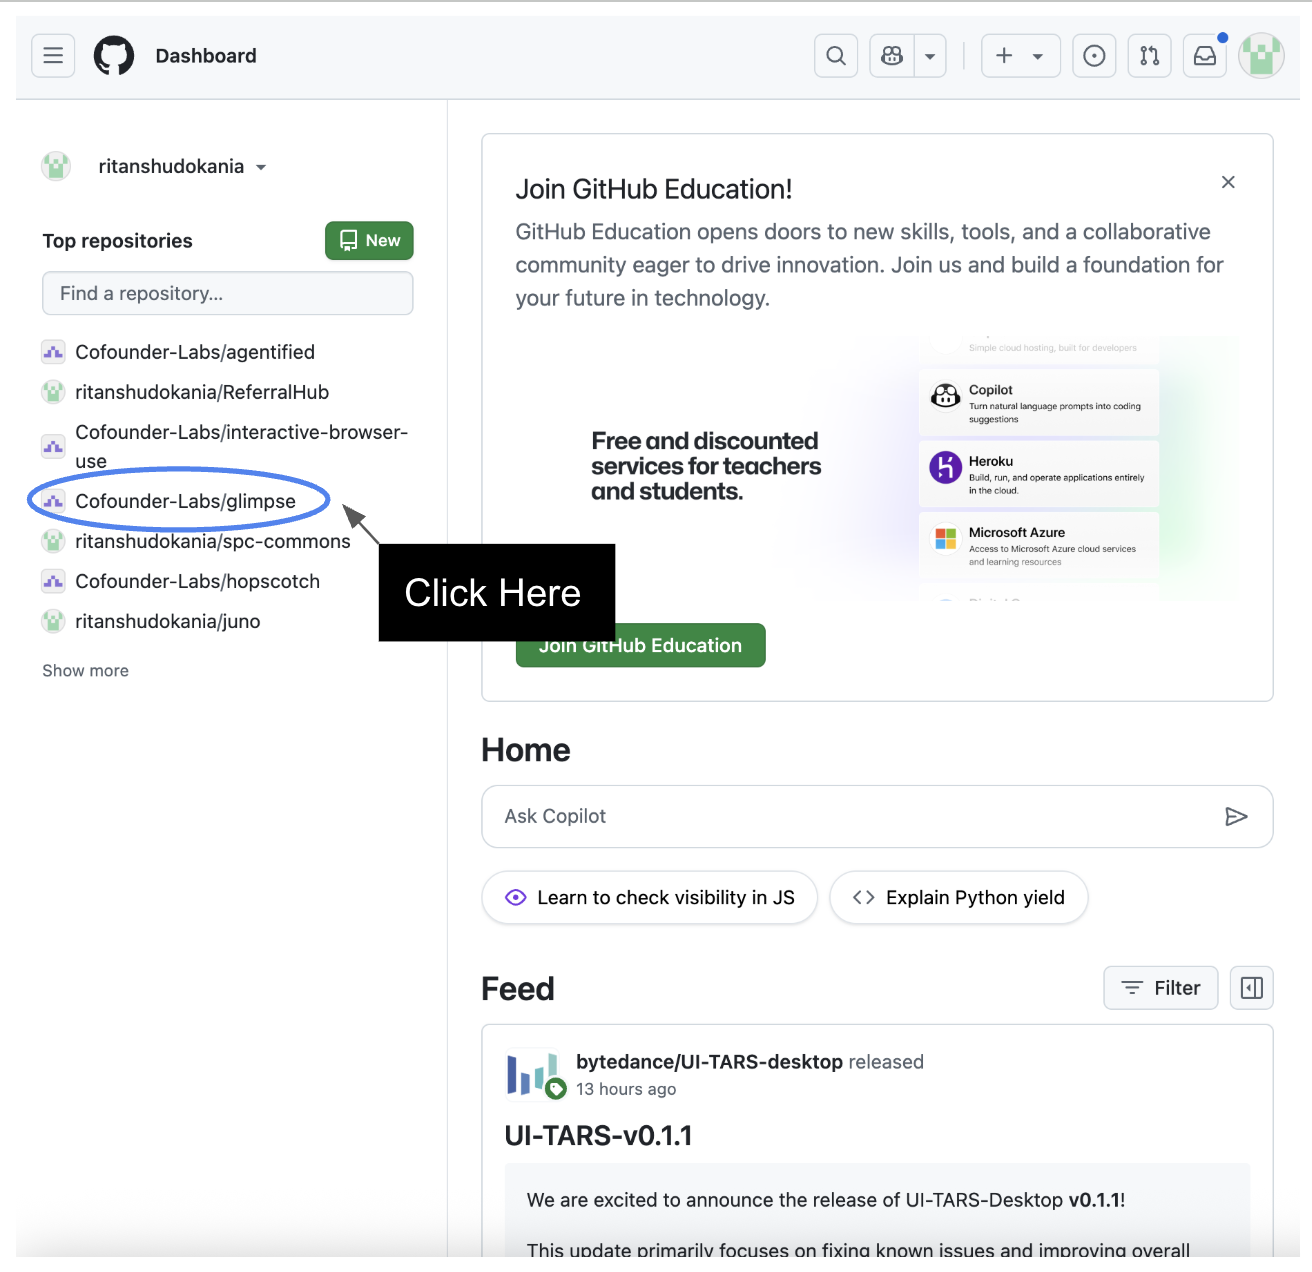 Dashboard
ritanshudokania
Top repositories
New
Find a repository...
Cofounder-Labs/agentified
ritanshudokania/ReferralHub
Cofounder-Labs/interactive-browser-
use
Cofounder-Labs/glimpse
ritanshudokania/spc-commons
Cofounder-Labs/hopscotch
ritanshudokania/juno
Show more
Click Here
Join GitHub Education!
GitHub Education opens doors to new skills, tools, and a collaborative
community eager to drive innovation. Join us and build a foundation for
your future in technology.
Free and discounted
services for teachers
and students.
Simple cloud hosting, built for developers
Copilot
Turn natural language prompts into coding
suggestions
Heroku
Build, run, and operate applications entirely
in the cloud.
Microsoft Azure
Access to Microsoft Azure cloud services
and learning resources
Join GitHub Education
Home
Ask Copilot
Learn to check visibility in JS
Explain Python yield
Feed
Filter
bytedance/UI-TARS-desktop released
13 hours ago
UI-TARS-v0.1.1
We are excited to announce the release of UI-TARS-Desktop v0.1.1!
This update primarily focuses on fixing known issues and improving overall